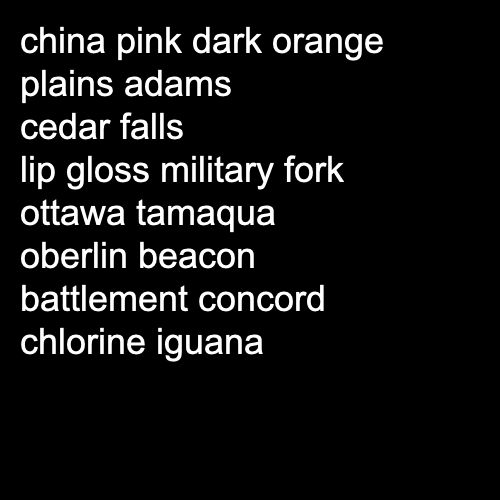 china pink dark orange
plains adams
cedar falls
lip gloss military fork
ottawa tamaqua
oberlin beacon
battlement concord
chlorine iguana